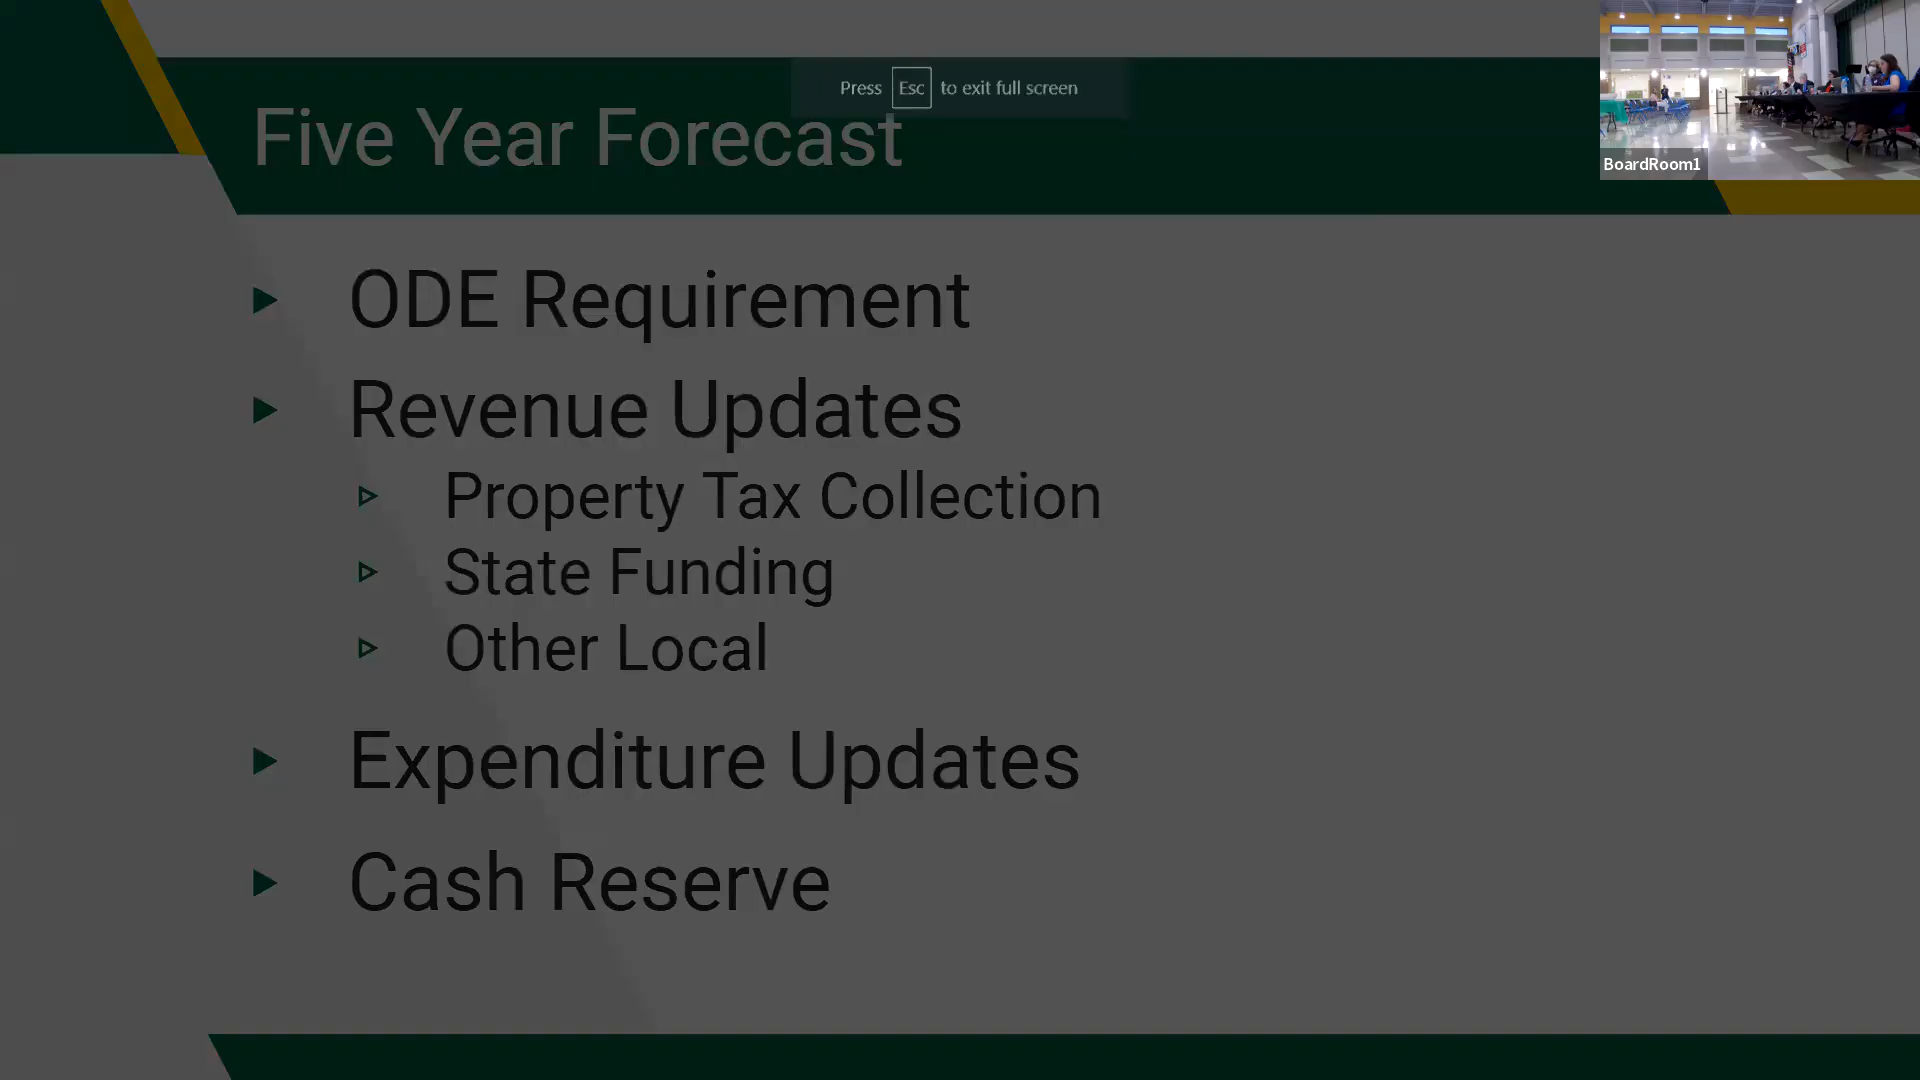 Press Esc to exit full screen
Five Year Forecast
BoardRoom1
ODE Requirement
Revenue Updates
Property Tax Collection
State Funding
Other Local
Expenditure Updates
Cash Reserve